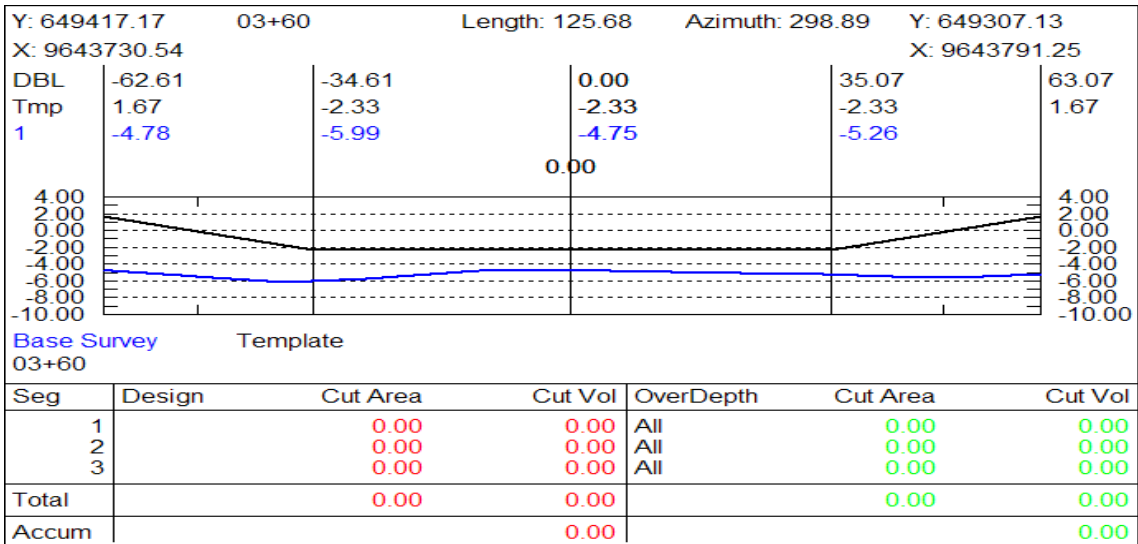 Y: 649417.17 03+60 Length: 125.68 Azimuth: 298.89 Y: 649307.13
X: 9643730.54 X: 9643791.25
DBL -62.61 -34.61 0.00 35.07 63.07
Tmp 1.67 -2.33 -2.33 -2.33 1.67
1 -4.78 -5.99 -4.75 -5.26
0.00
4.00 4.00
2.00 2.00
0.00 0.00
-2.00 -2.00
-4.00 -4.00
-6.00 -6.00
-8.00 -8.00
-10.00 -10.00
Base Survey Template
03+60
Seg Design Cut Area Cut Vol OverDepth Cut Area Cut Vol
1 0.00 0.00 All 0.00 0.00
2 0.00 0.00 All 0.00 0.00
3 0.00 0.00 All 0.00 0.00
Total 0.00 0.00 0.00 0.00
Accum 0.00 0.00